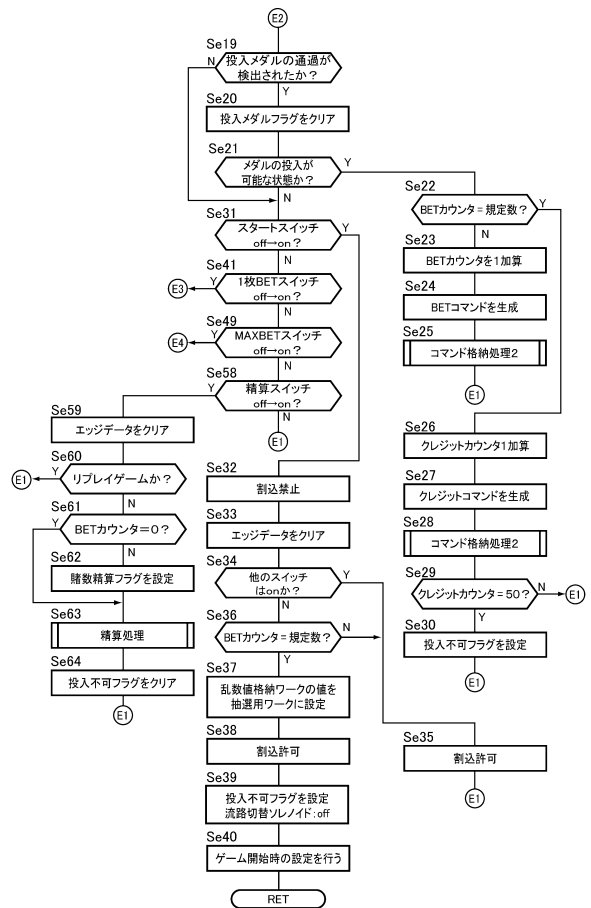 E2
Se19
投入メダルの通過が
検出されたか？
N
Y
Se20
投入メダルフラグをクリア
Se21
メダルの投入が
可能な状態か？
Y
N
Se22
BETカウンタ＝規定数？
Y
N
Se23
BETカウンタを1加算
Se24
BETコマンドを生成
Se25
コマンド格納処理2
E1
Se26
クレジットカウンタ1加算
Se27
クレジットコマンドを生成
Se28
コマンド格納処理2
Se29
クレジットカウンタ＝50？
N
E1
Y
Se30
投入不可フラグを設定
E1
Se31
スタートスイッチ
off→on？
Y
N
Se41
1枚BETスイッチ
off→on？
Y
E3
N
Se49
MAXBETスイッチ
off→on？
Y
E4
N
Se58
精算スイッチ
off→on？
Y
N
E1
Se59
エッジデータをクリア
Se60
リプレイゲームか？
Y
E1
N
Se61
BETカウンタ＝0？
Y
N
Se62
賭数精算フラグを設定
Se63
精算処理
Se64
投入不可フラグをクリア
E1
Se32
割込禁止
Se33
エッジデータをクリア
Se34
他のスイッチ
はonか？
Y
N
Se36
BETカウンタ＝規定数？
N
Y
Se37
乱数値格納ワークの値を
抽選用ワークに設定
Se38
割込許可
Se39
投入不可フラグを設定
流路切替ソレノイド：off
Se40
ゲーム開始時の設定を行う
RET
Se35
割込許可
E1